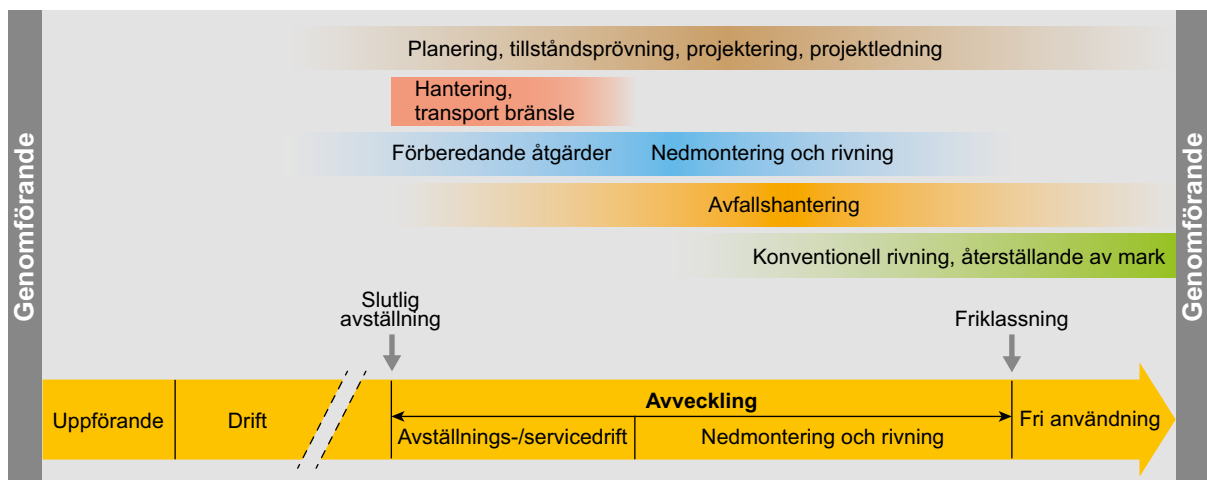 Genomförande
Planering, tillståndsprövning, projektering, projektledning
Hantering,
transport bränsle
Förberedande åtgärder
Nedmontering och rivning
Avfallshantering
Konventionell rivning, återställande av mark
Slutlig
avställning
Friklassning
Uppförande
Drift
Avveckling
Avställnings-/servicedrift
Nedmontering och rivning
Fri användning
Genomförande